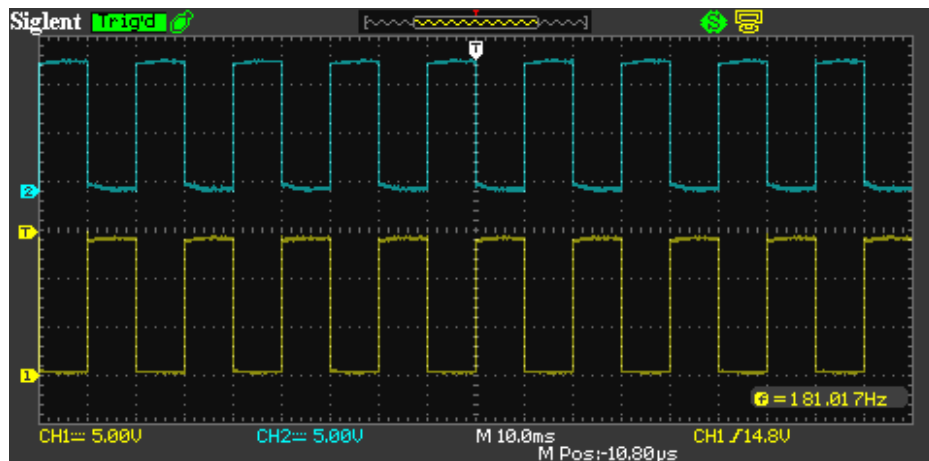 Siglent Trig'd S
T
2
T
1
f =181.017Hz
CH1 5.00V CH2 5.00V M 10.0ms CH1 14.8V
M Pos:-10.80µs